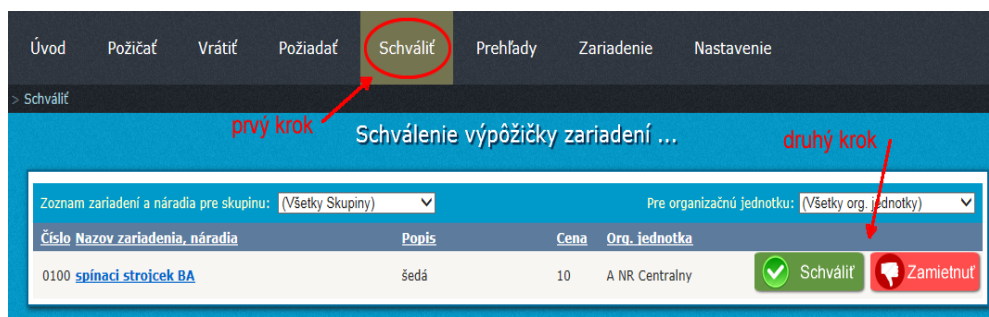 Úvod Požičať Vrátiť Požiadať Schváliť Prehľady Zariadenie Nastavenie
> Schváliť
prvý krok
Schválenie výpôžičky zariadení ...
druhý krok
Zoznam zariadení a náradia pre skupinu: (Všetky Skupiny) Pre organizačnú jednotku: (Všetky org. jednotky)
Číslo Nazov zariadenia, náradia Popis Cena Org. jednotka
0100 spínaci strojcek BA šedá 10 A NR Centralny Schváliť Zamietnuť